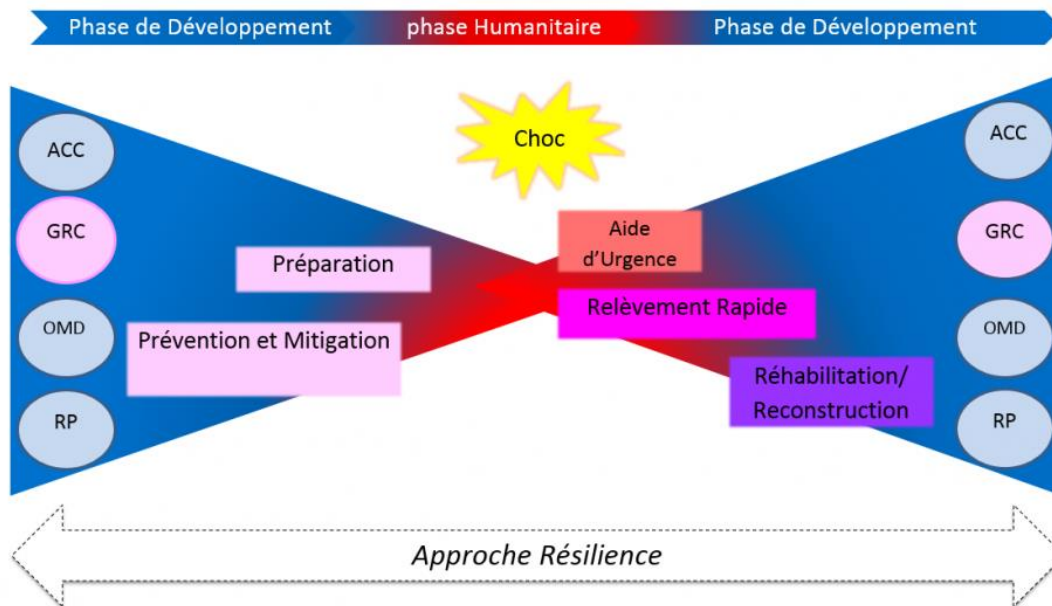 Phase de Développement
phase Humanitaire
Phase de Développement
Choc
ACC
GRC
OMD
RP
Préparation
Prévention et Mitigation
Aide
d’Urgence
Relèvement Rapide
Réhabilitation/
Reconstruction
ACC
GRC
OMD
RP
Approche Résilience